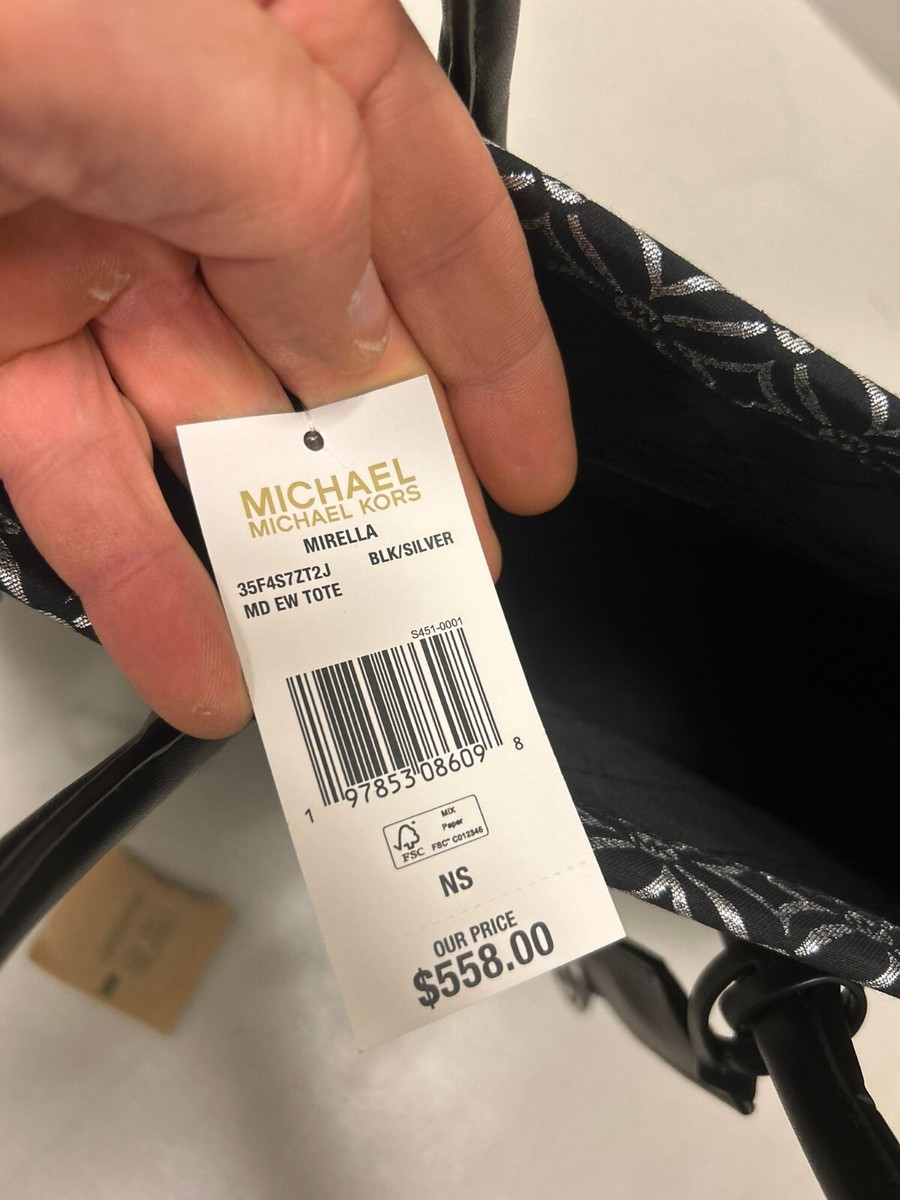 MICHAEL
MICHAEL KORS
MIRELLA
35F4S7ZT2J BLK/SILVER
MD EW TOTE
S451-0001
1 97853 08609 8
MIX
Paper
FSC FSC™ C012345
NS
OUR PRICE
$558.00